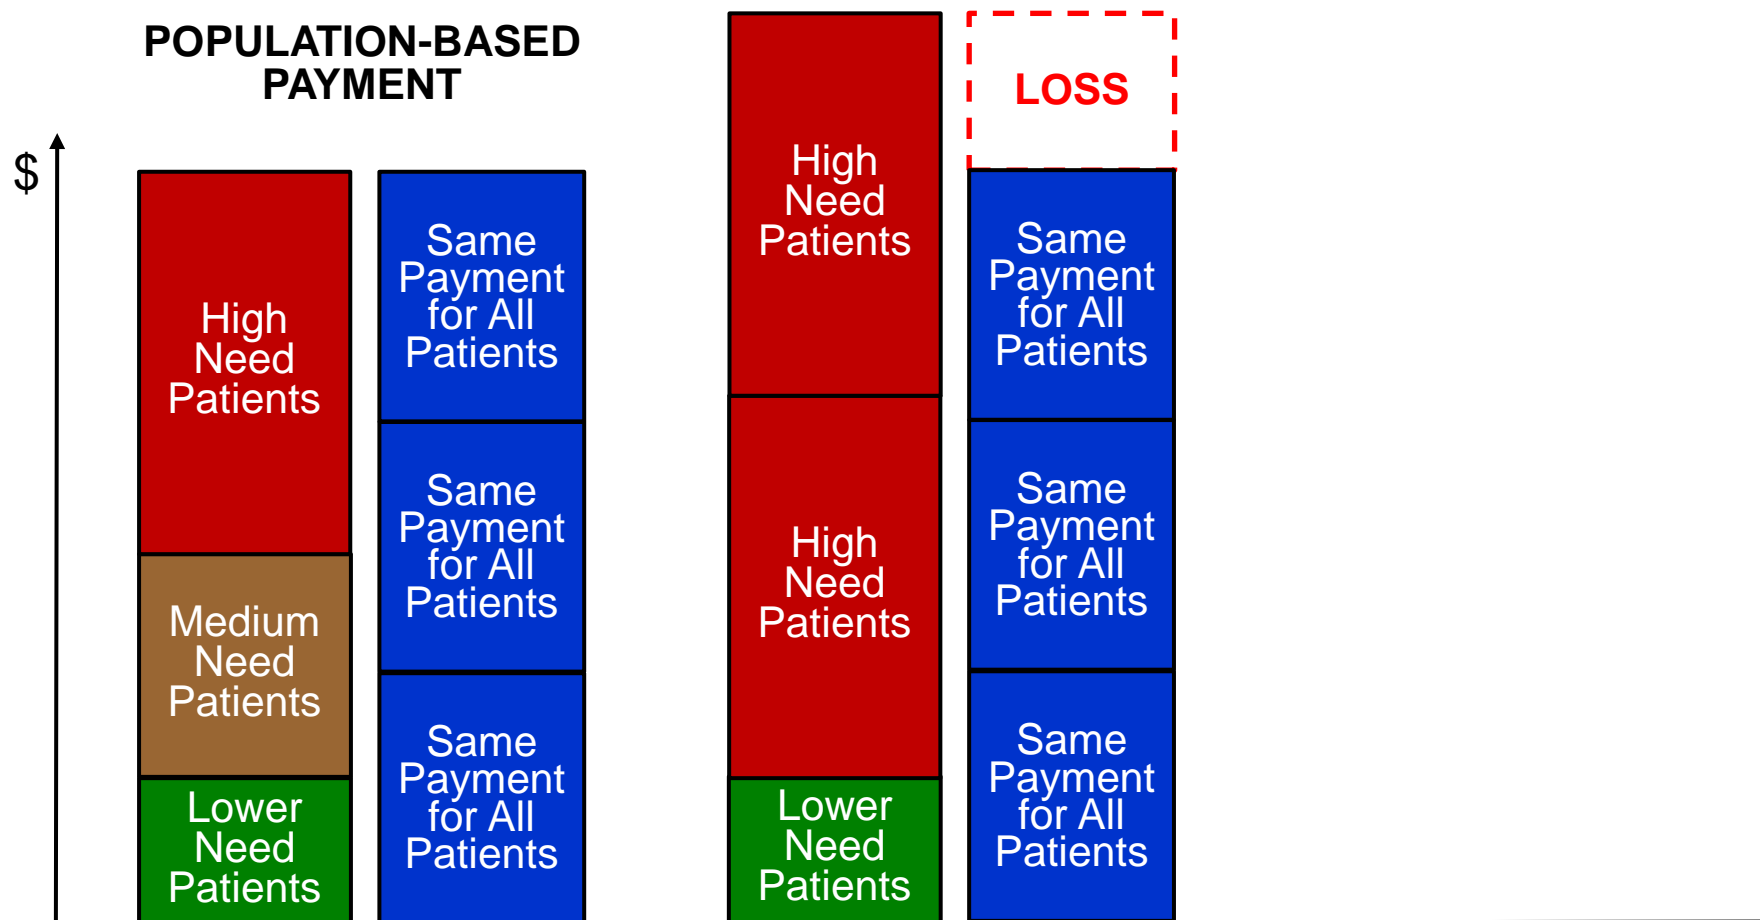 POPULATION-BASED
PAYMENT
$
High
Need
Patients
Medium
Need
Patients
Lower
Need
Patients
Same
Payment
for All
Patients
Same
Payment
for All
Patients
Same
Payment
for All
Patients
High
Need
Patients
High
Need
Patients
Lower
Need
Patients
LOSS
Same
Payment
for All
Patients
Same
Payment
for All
Patients
Same
Payment
for All
Patients